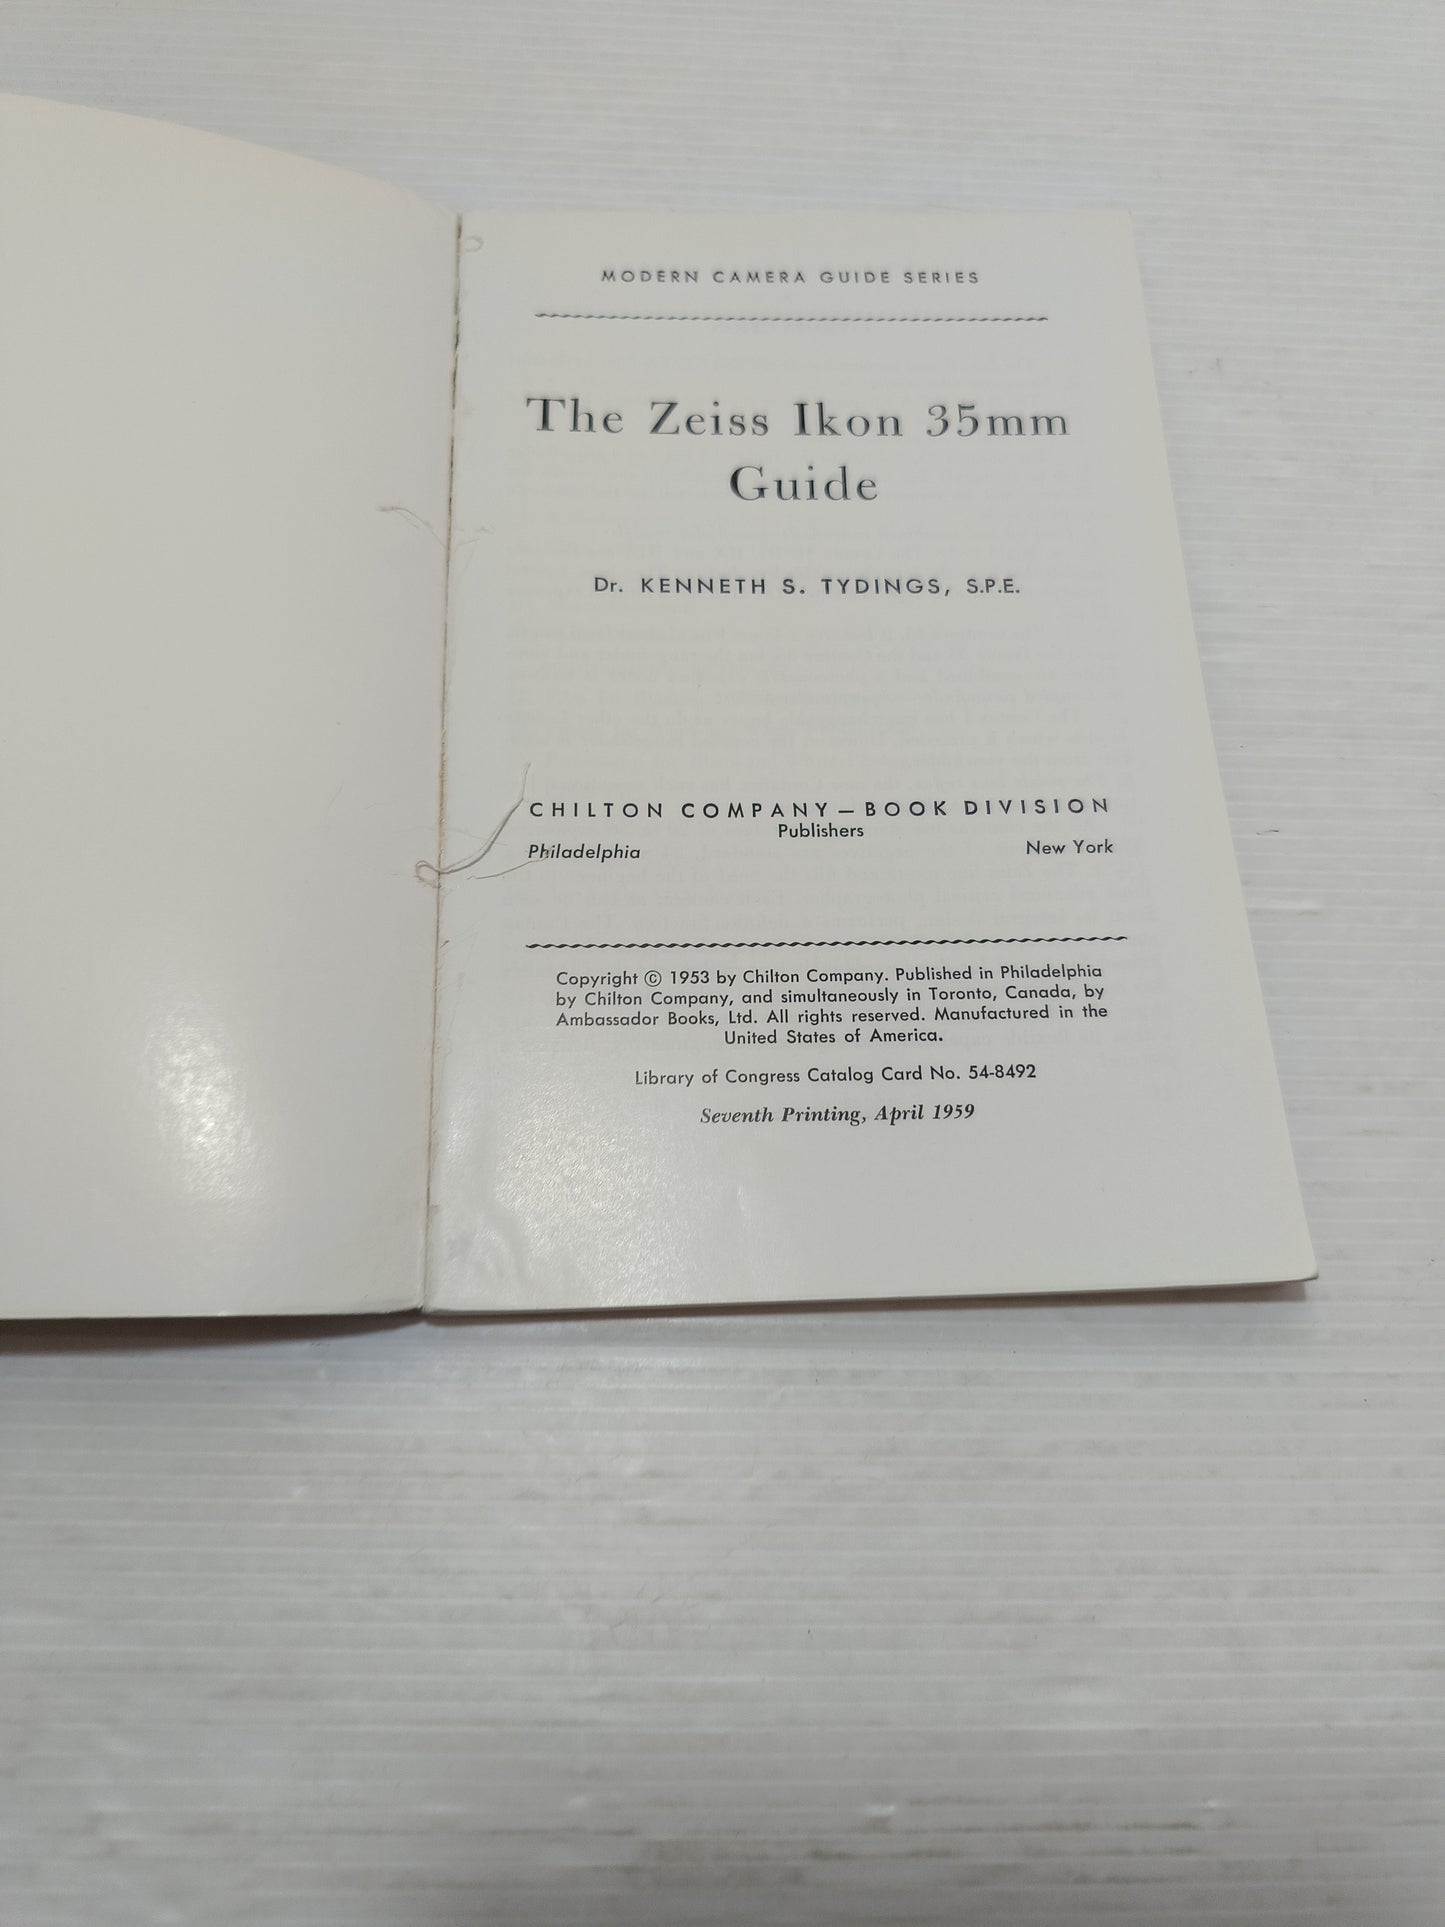 MODERN CAMERA GUIDE SERIES
The Zeiss Ikon 35mm
Guide
Dr. KENNETH S. TYDINGS, S.P.E.
CHILTON COMPANY — BOOK DIVISION
Publishers
Philadelphia New York
Copyright © 1953 by Chilton Company. Published in Philadelphia
by Chilton Company, and simultaneously in Toronto, Canada, by
Ambassador Books, Ltd. All rights reserved. Manufactured in the
United States of America.
Library of Congress Catalog Card No. 54-8492
Seventh Printing, April 1959